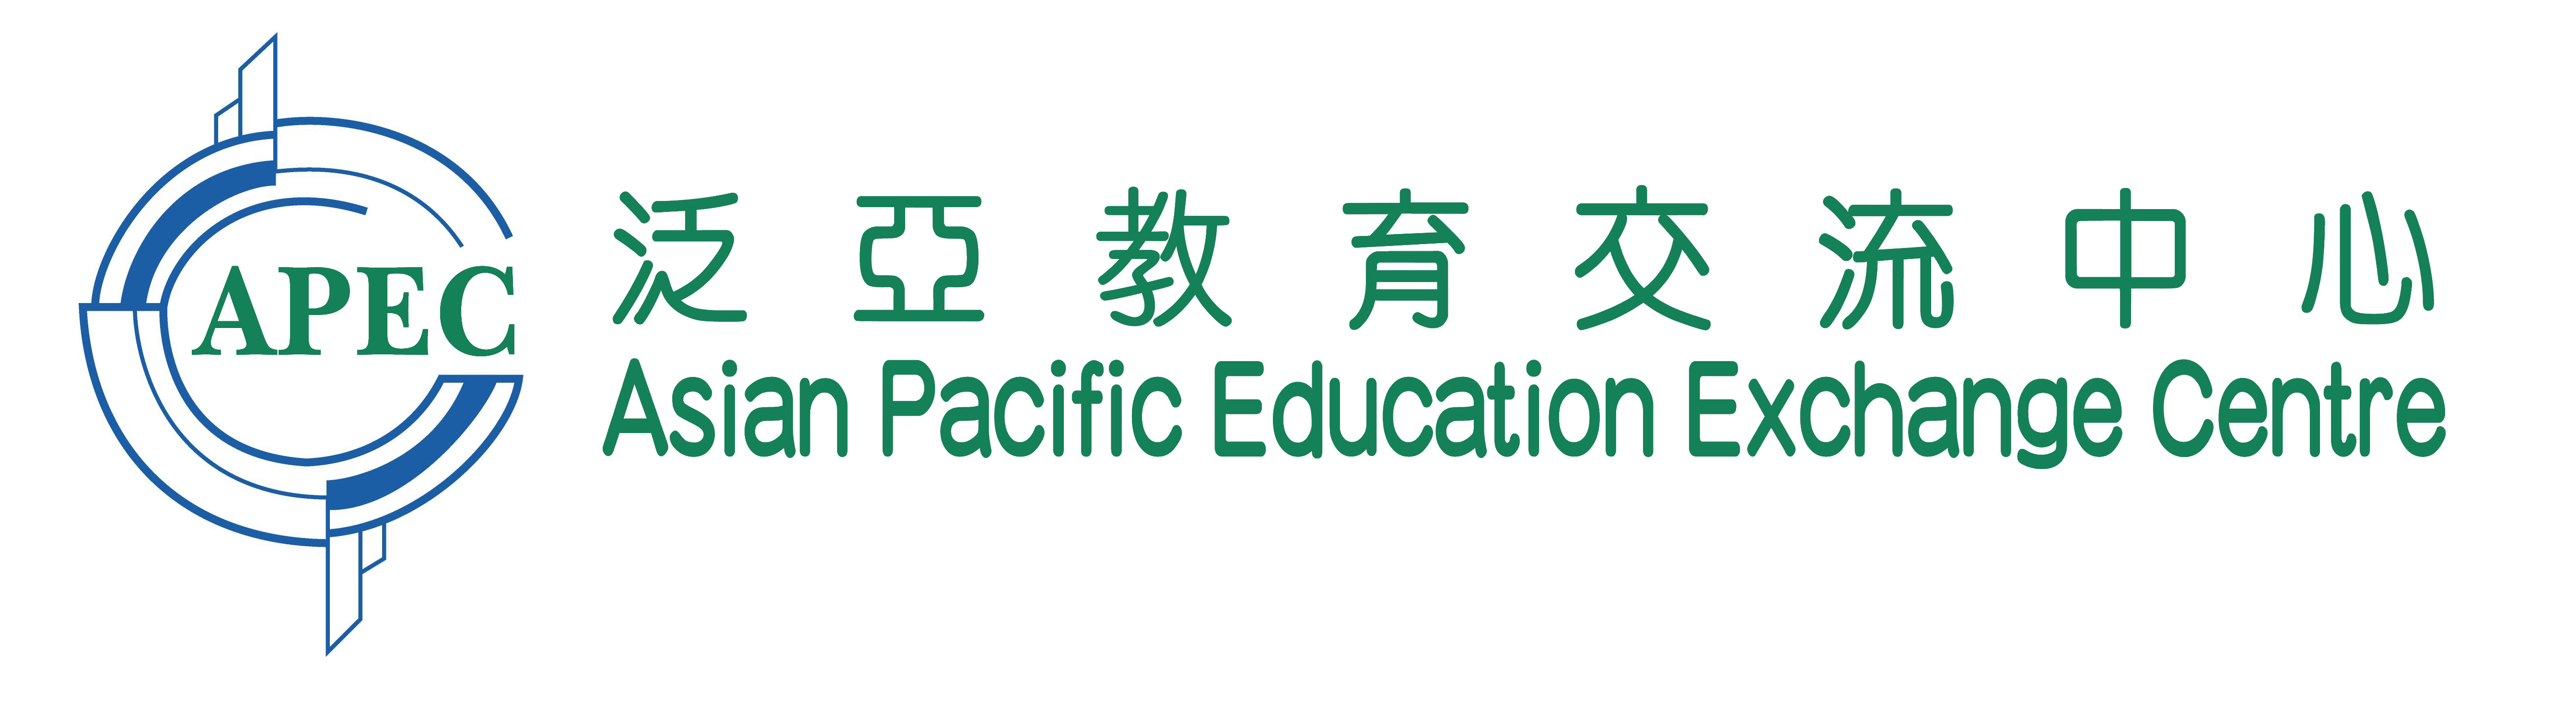 APEC
泛亞教育交流中心
Asian Pacific Education Exchange Centre